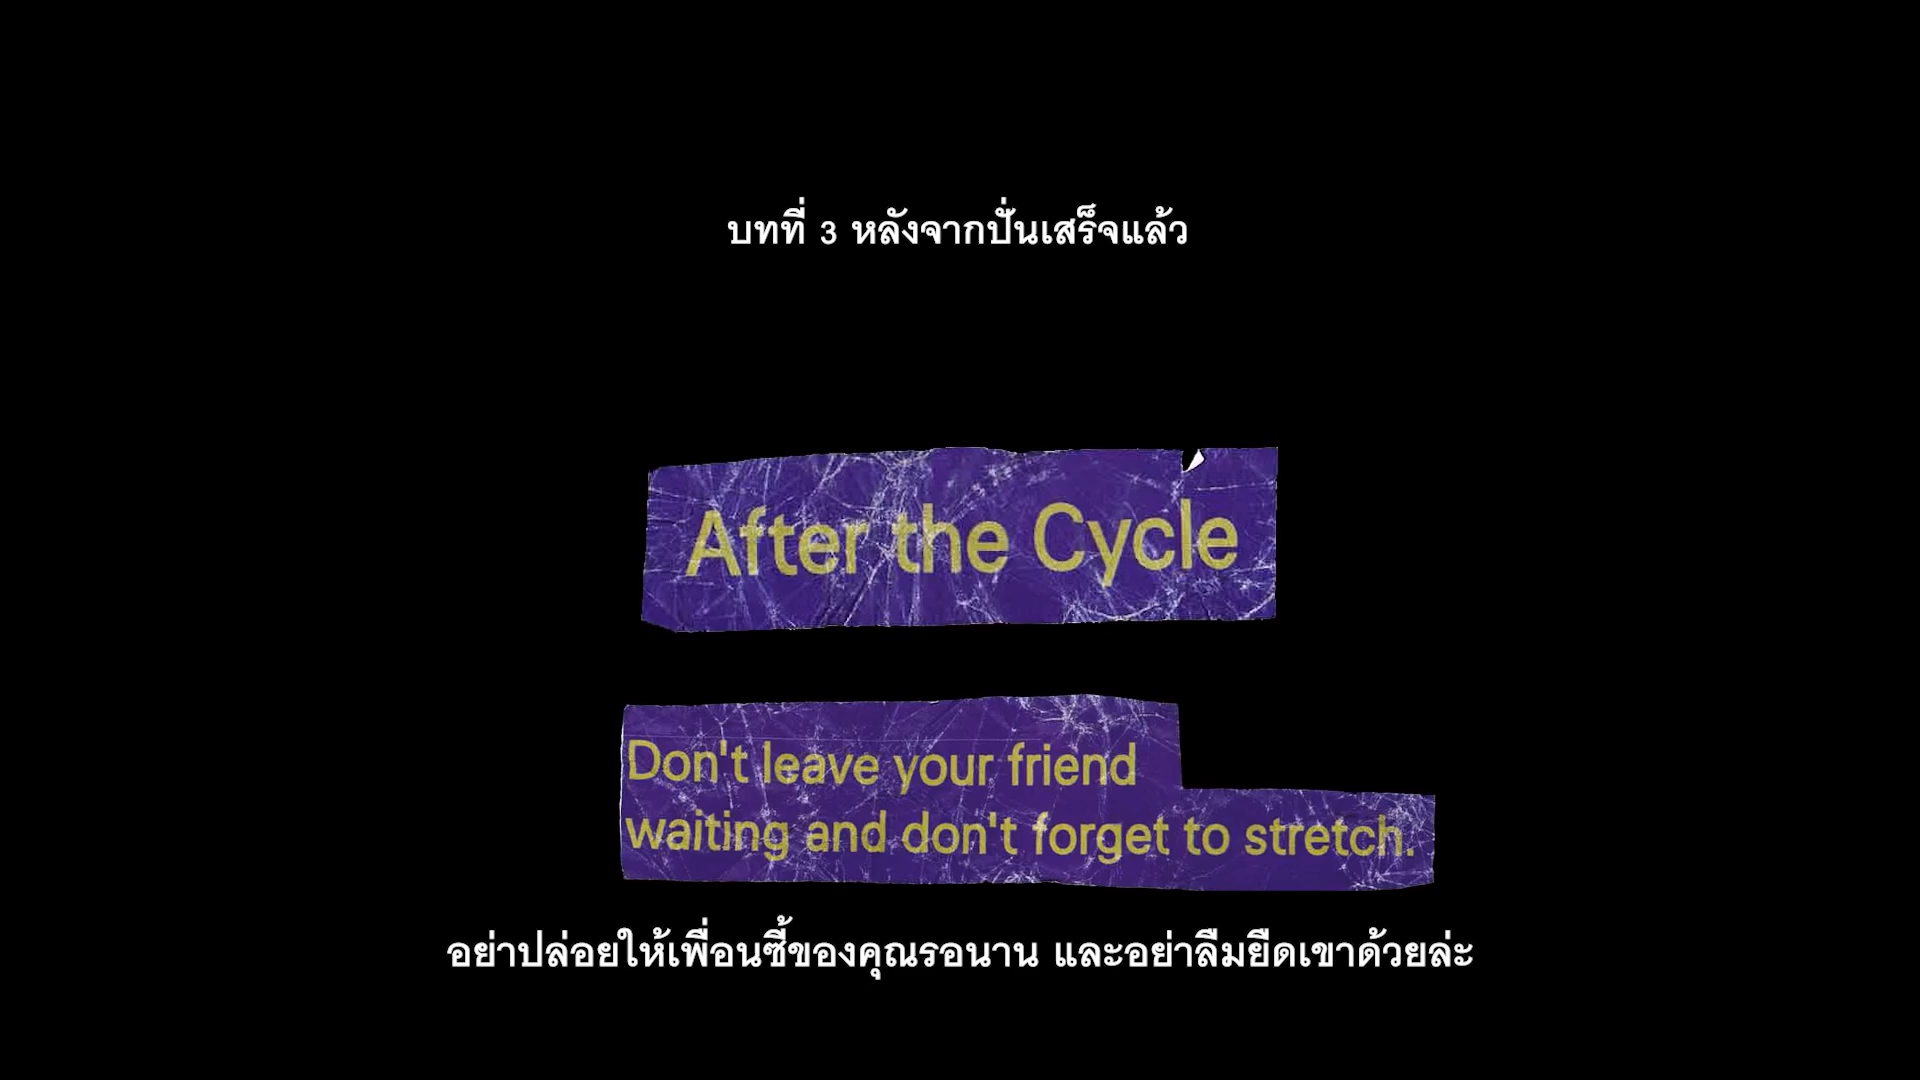 บทที่ 3 หลังจากปั่นเสร็จแล้ว
After the Cycle
Don't leave your friend
waiting and don't forget to stretch.
อย่าปล่อยให้เพื่อนซี้ของคุณรอนาน และอย่าลืมยืดเขาด้วยล่ะ